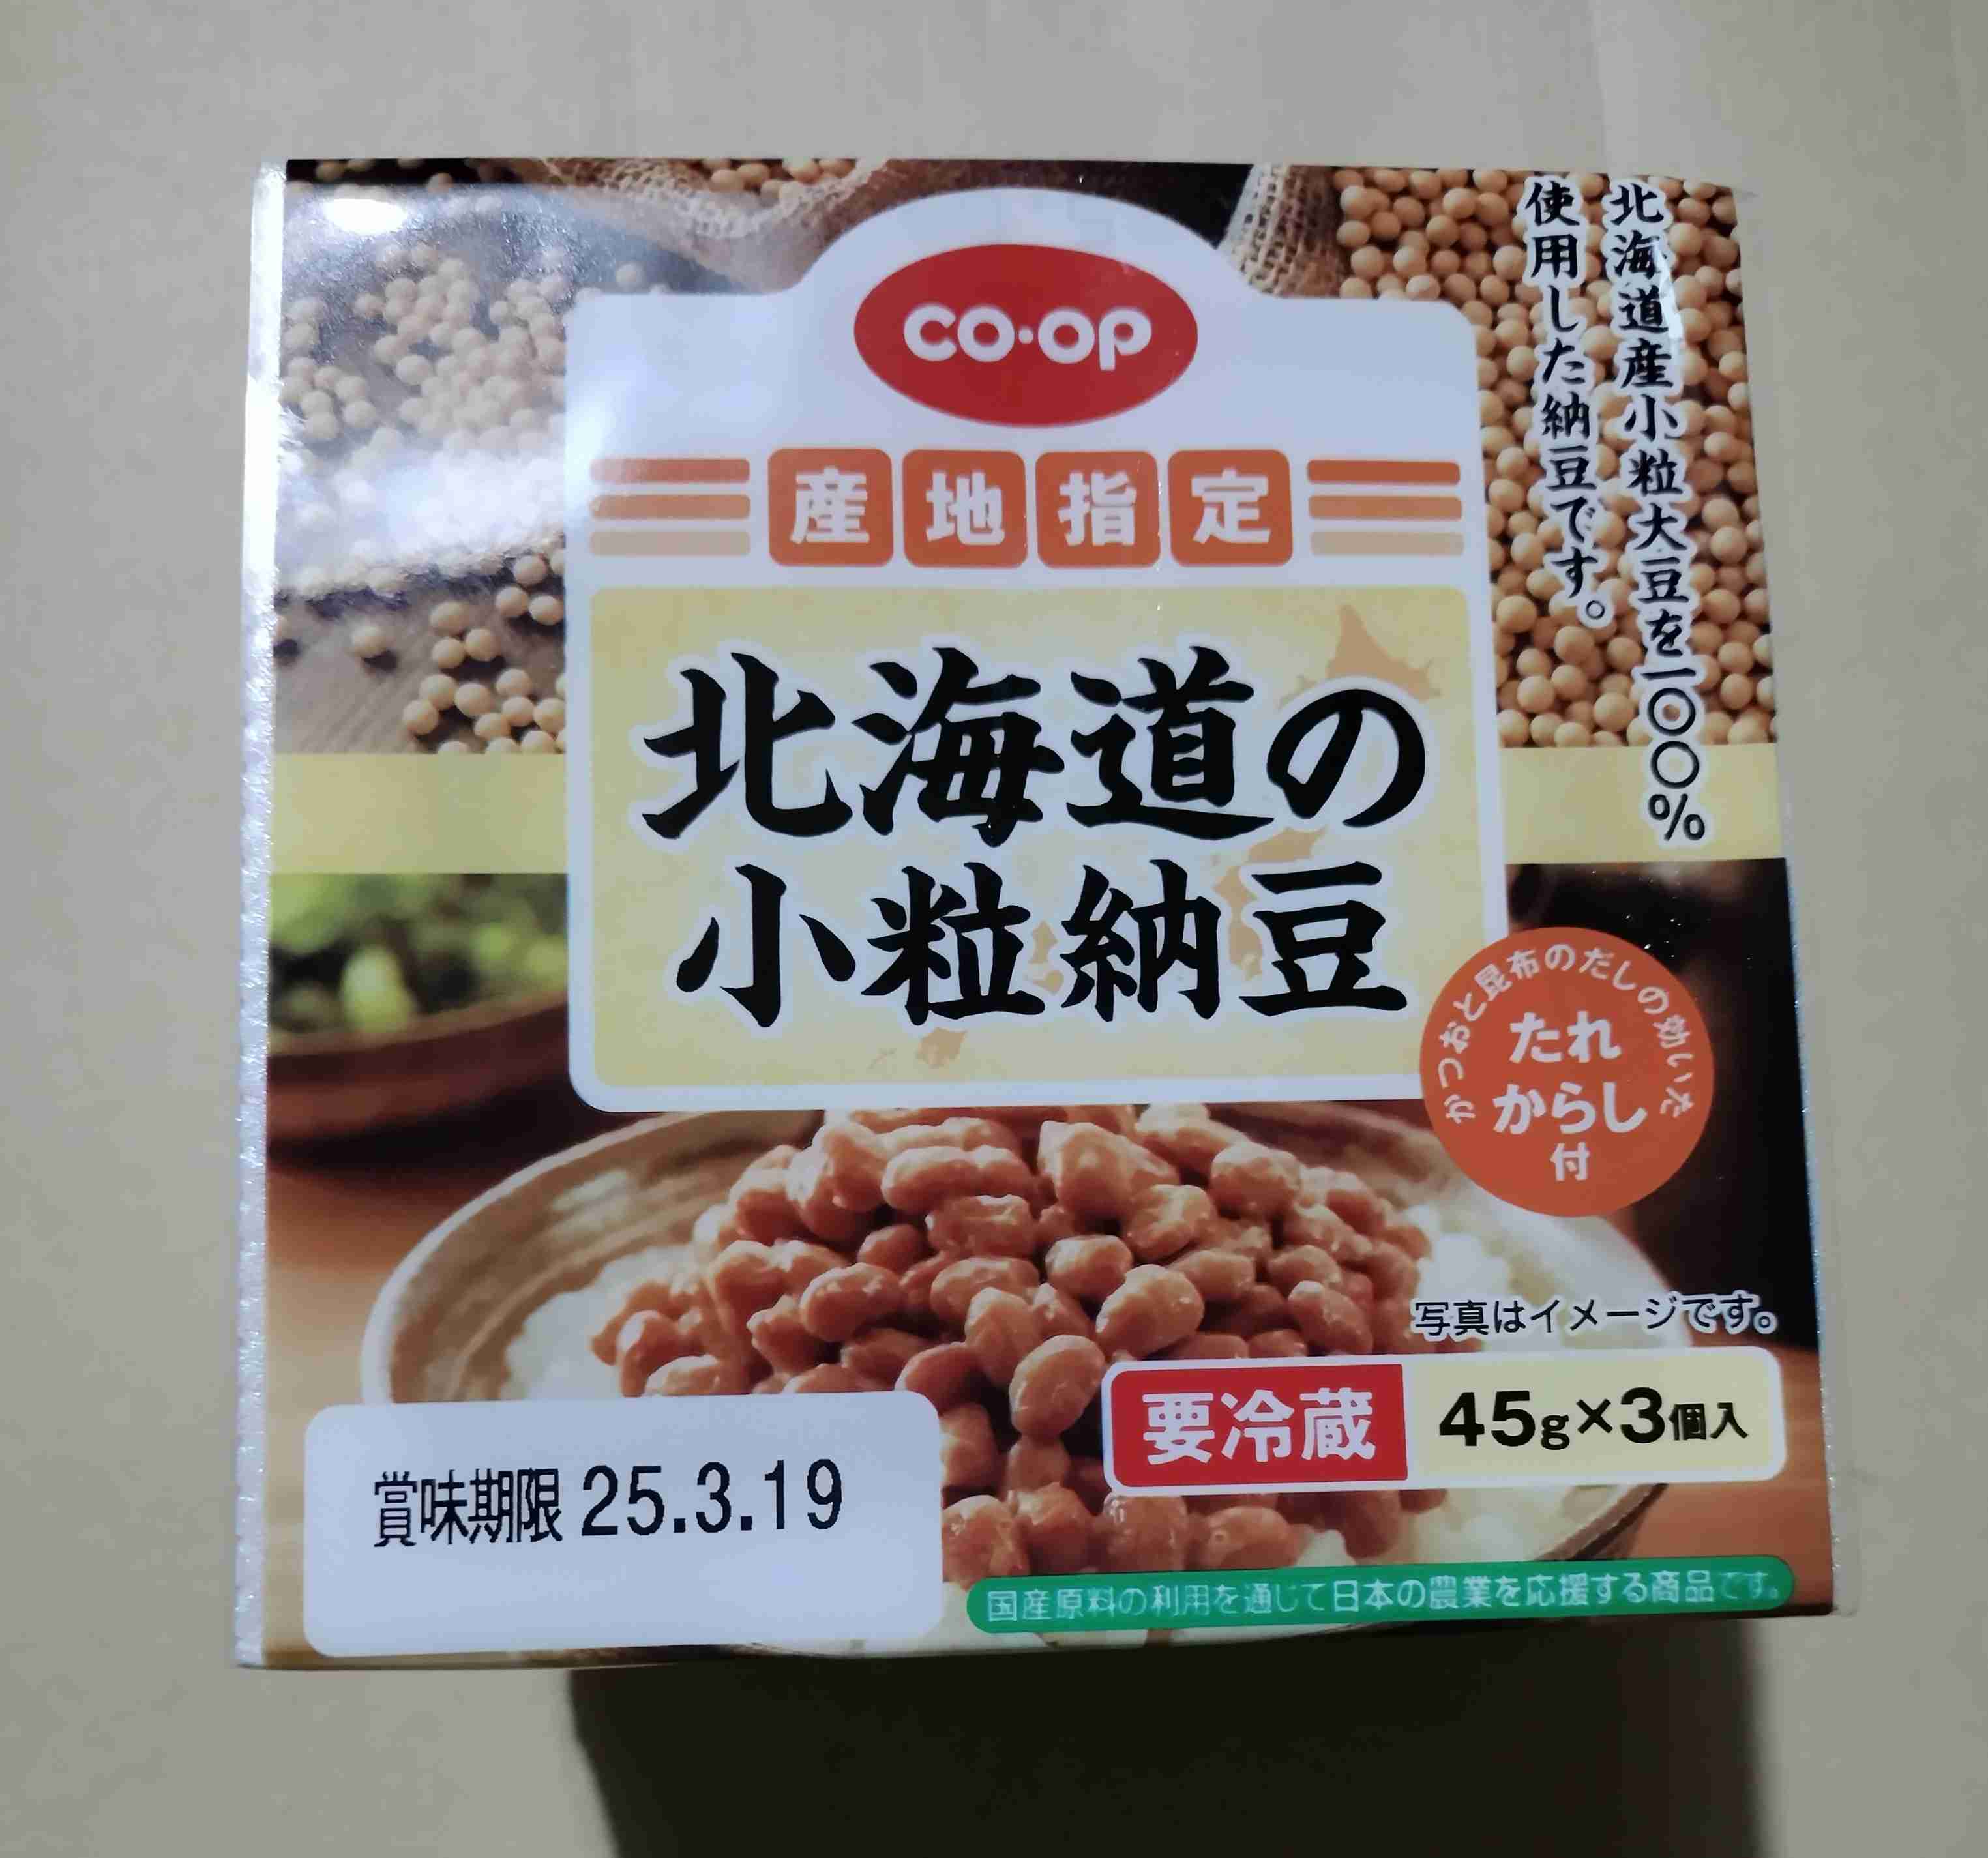 co·op
産地指定
北海道産小粒大豆を一〇〇%
使用した納豆です。
北海道の
小粒納豆
かつおと昆布のだしの効いた
たれ
からし
付
写真はイメージです。
要冷蔵 45g×3個入
賞味期限 25.3.19
国産原料の利用を通じて日本の農業を応援する商品です。